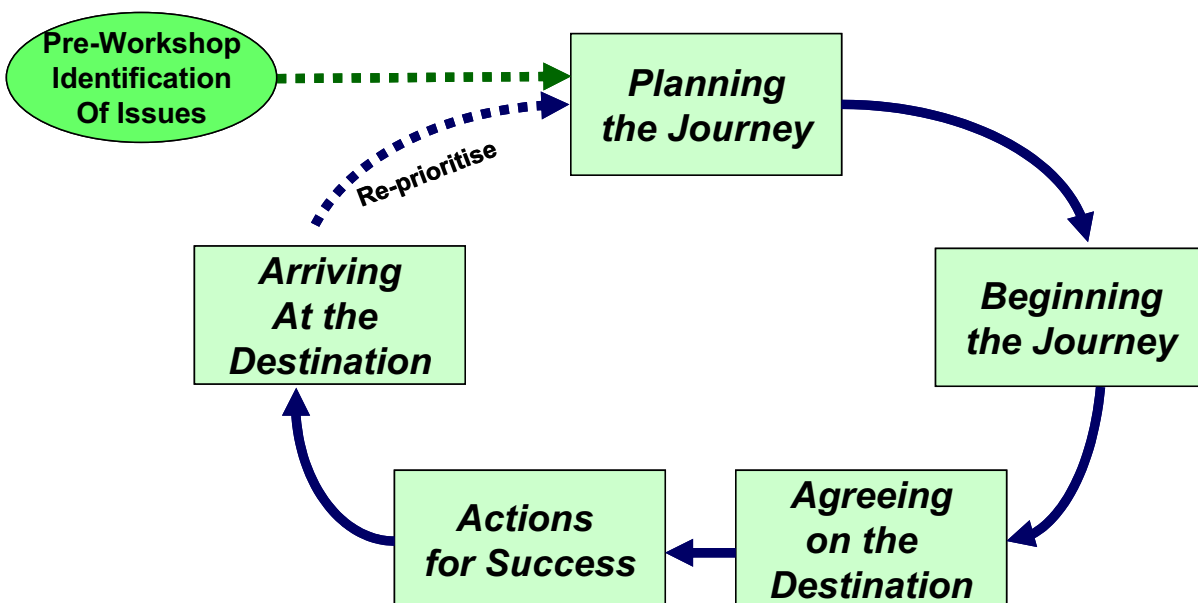 Pre-Workshop
Identification
Of Issues
Planning
the Journey
Re-prioritise
Arriving
At the
Destination
Beginning
the Journey
Actions
for Success
Agreeing
on the
Destination